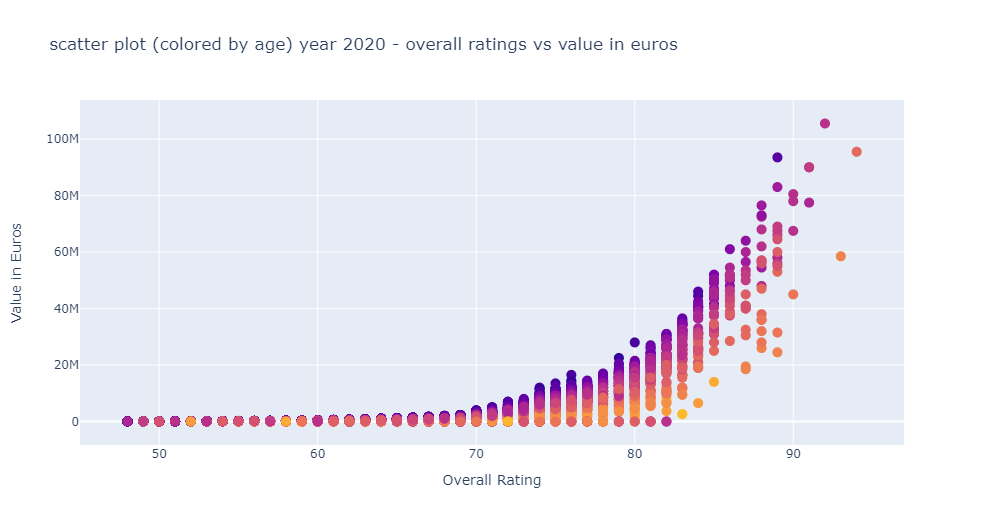 scatter plot (colored by age) year 2020 - overall ratings vs value in euros
100M
80M
60M
40M
20M
0
Value in Euros
50
60
70
80
90
Overall Rating